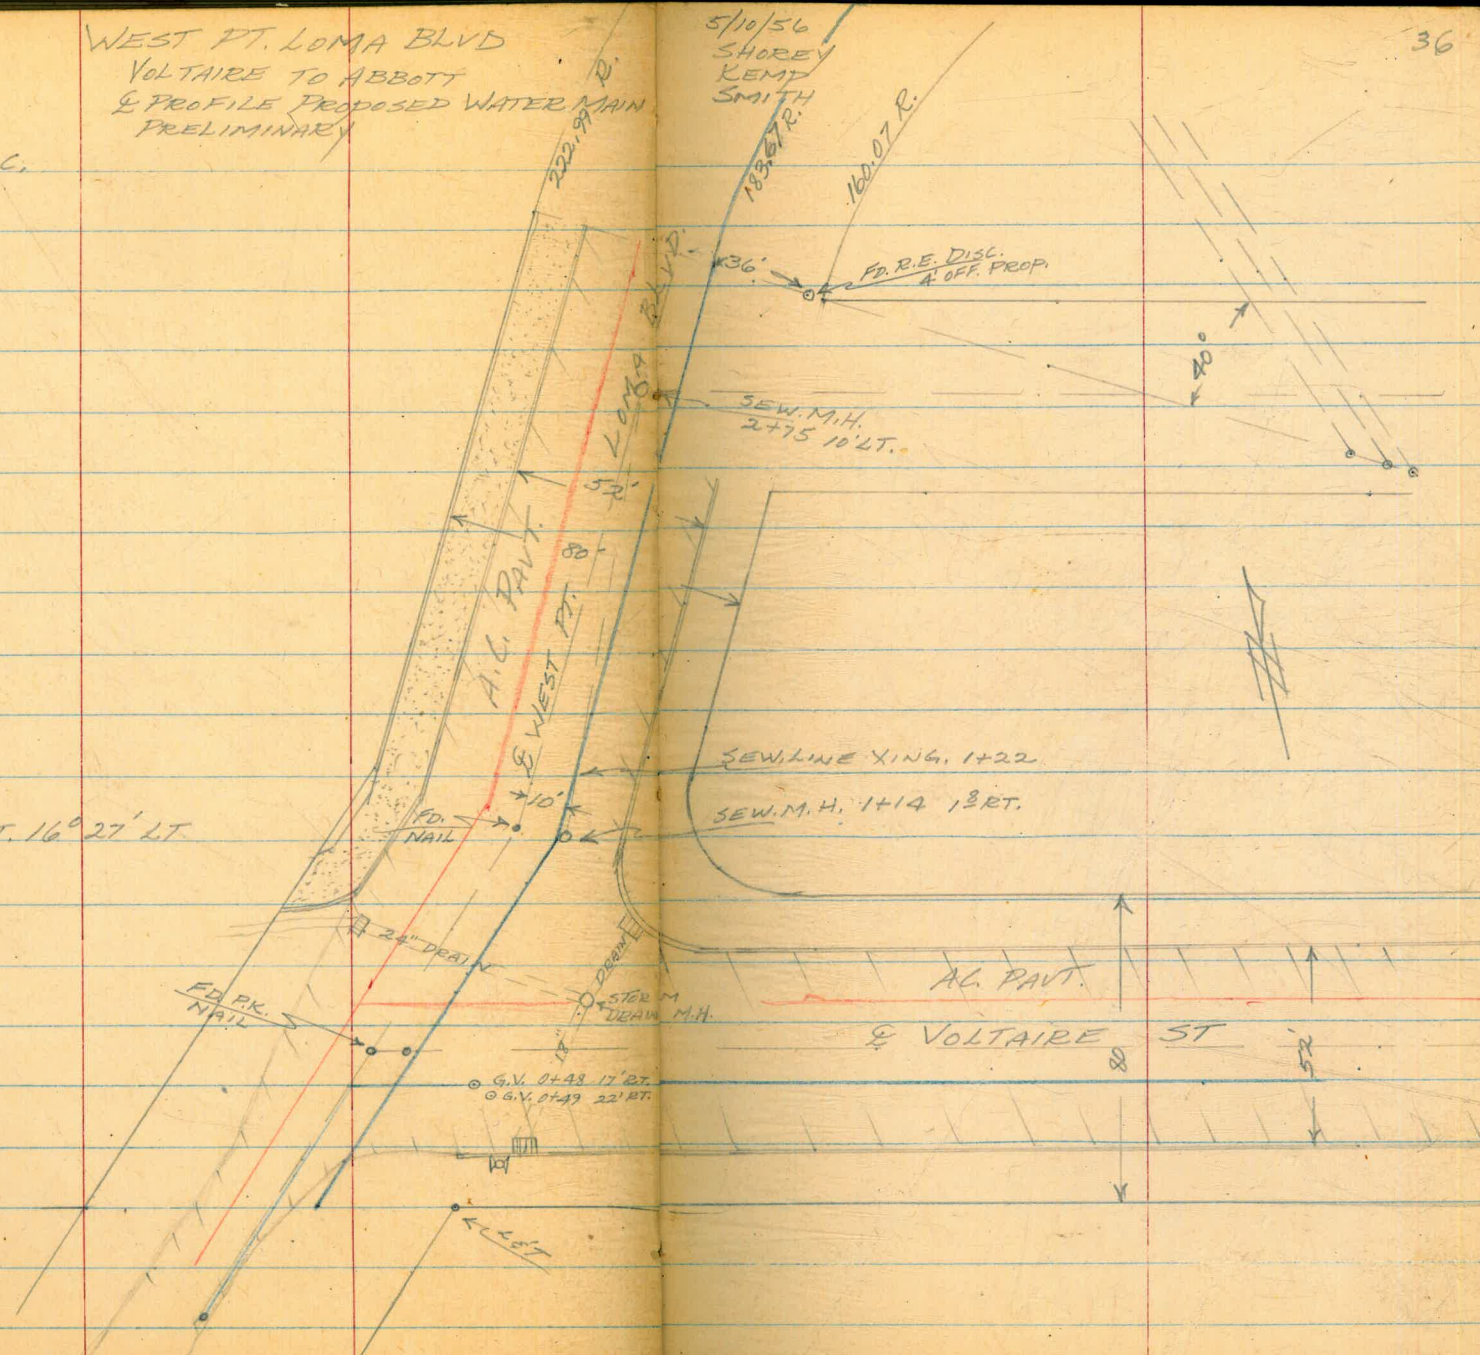 WEST PT. LOMA BLVD
VOLTAIRE TO ABBOTT
℄ PROFILE PROPOSED WATER MAIN
PRELIMINARY
5/10/56
SHOREY
KEMP
SMITH
36
C.
222.99 R.
183.67 R.
160.07 R.
36'
FD. R.E. DISC.
4' OFF. PROP.
40°
SEW. M.H.
2+75 10' LT.
52'
80'
A.C. PAVT.
℄ WEST PT. LOMA BLVD.
SEW. LINE XING. 1+22
10'
SEW. M.H. 1+14 1.8 RT.
FD.
NAIL
T. 16° 27' LT
24" DRAIN
DRAIN
A.C. PAVT.
FD. P.K.
NAIL
STORM
DRAIN M.H.
18"
℄ VOLTAIRE ST
80
52'
G.V. 0+48 17' RT.
G.V. 0+49 22' RT.
L&T